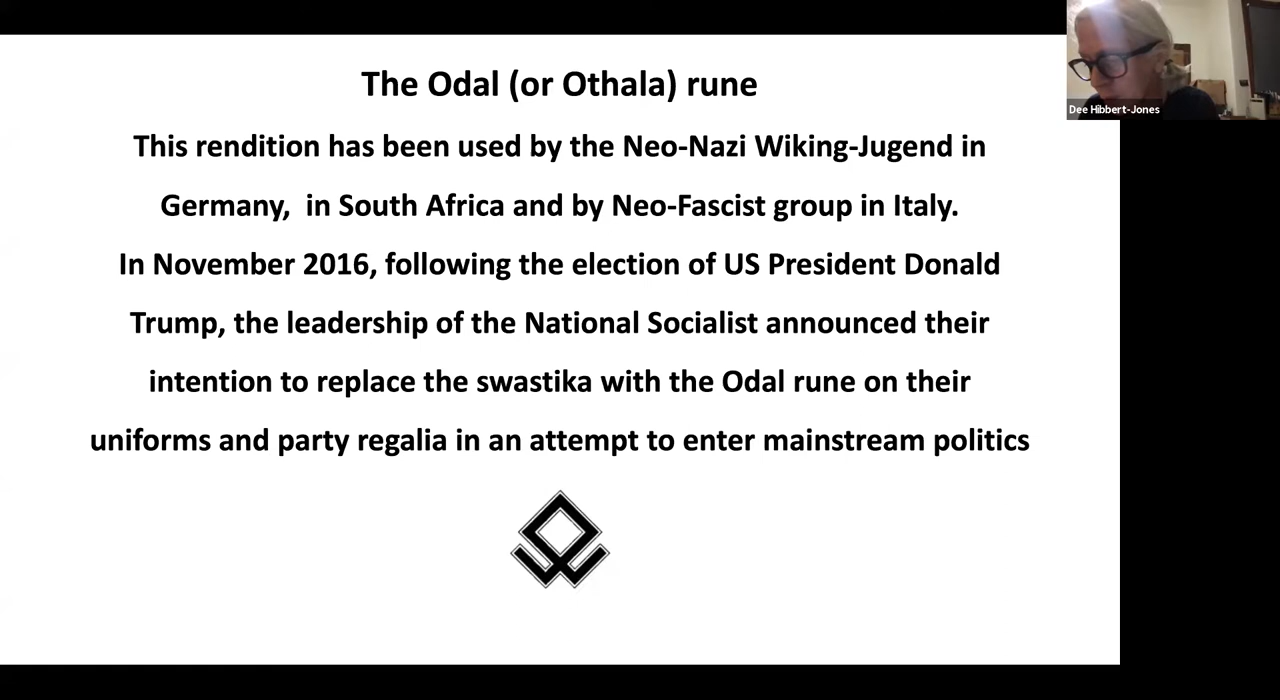 The Odal (or Othala) rune
This rendition has been used by the Neo-Nazi Wiking-Jugend in
Germany,  in South Africa and by Neo-Fascist group in Italy.
In November 2016, following the election of US President Donald
Trump, the leadership of the National Socialist announced their
intention to replace the swastika with the Odal rune on their
uniforms and party regalia in an attempt to enter mainstream politics
Dee Hibbert-Jones